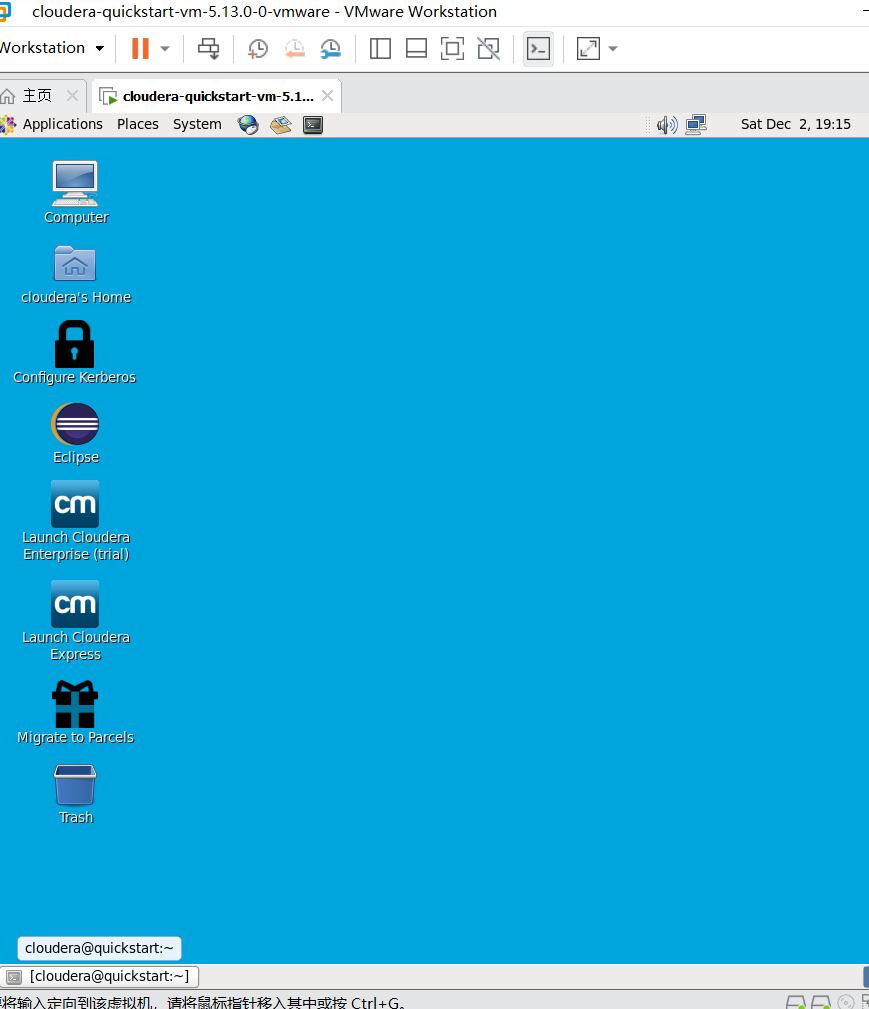 cloudera-quickstart-vm-5.13.0-0-vmware - VMware Workstation
Workstation
主页
cloudera-quickstart-vm-5.1...
Applications Places System
Sat Dec 2, 19:15
Computer
cloudera's Home
Configure Kerberos
Eclipse
cm
Launch Cloudera
Enterprise (trial)
cm
Launch Cloudera
Express
Migrate to Parcels
Trash
cloudera@quickstart:~
[cloudera@quickstart:~]
将输入定向到该虚拟机，请将鼠标指针移入其中或按 Ctrl+G。